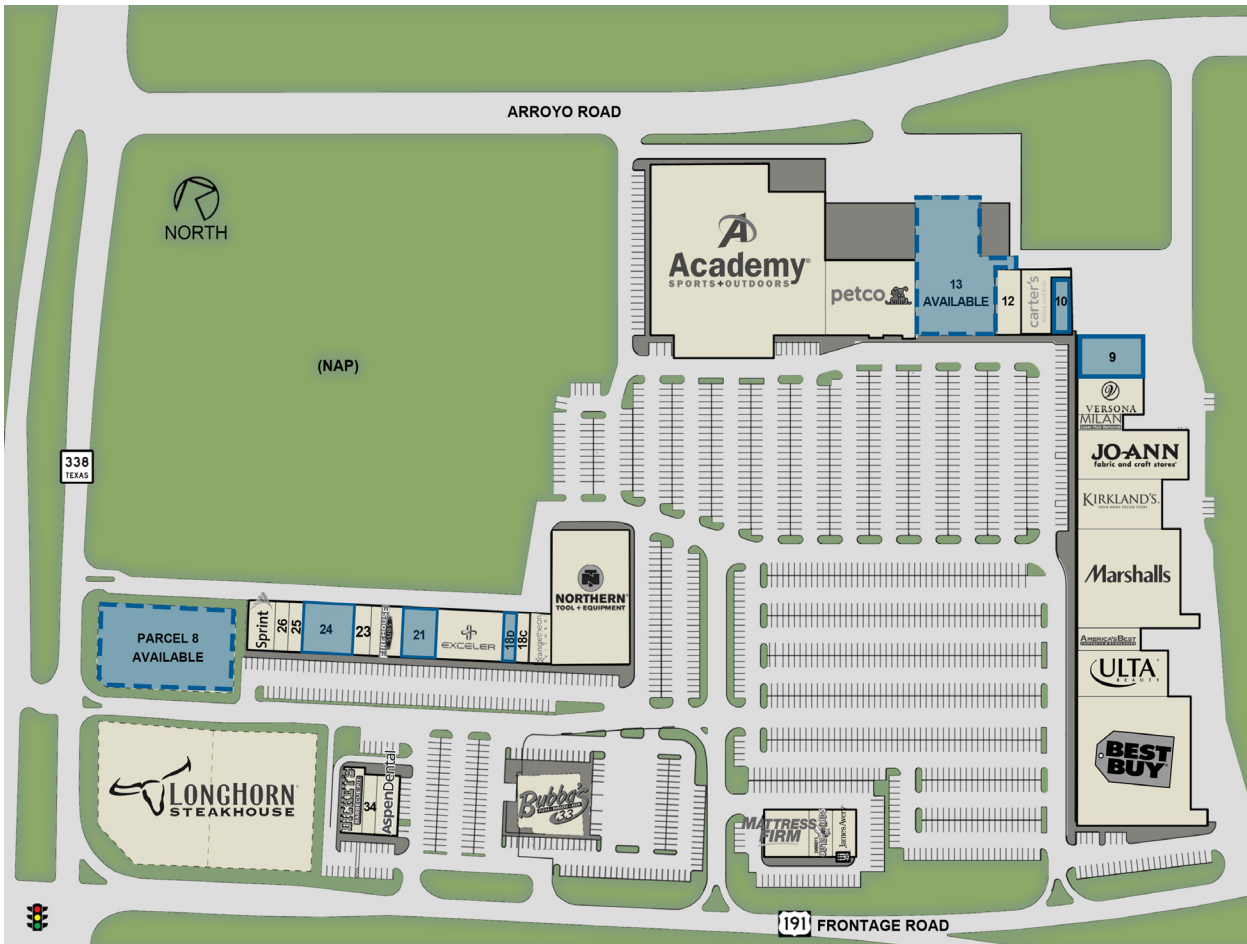 ARROYO ROAD
NORTH
Academy
SPORTS+OUTDOORS
petco
13
AVAILABLE
12
carter's
10
(NAP)
9
VERSONA
MILAN
JO-ANN
fabric and craft stores
338
TEXAS
KIRKLAND'S
Marshalls
NORTHERN
TOOL + EQUIPMENT
PARCEL 8
AVAILABLE
Sprint
26
25
24
23
FIREHOUSE
SUBS
21
EXCELER
18D
18C
AMERICA'S BEST
ULTA
BEAUTY
LONGHORN
STEAKHOUSE
34
AspenDental
Bubba's
33
MATTRESS
FIRM
James Avery
BEST
BUY
191
FRONTAGE ROAD